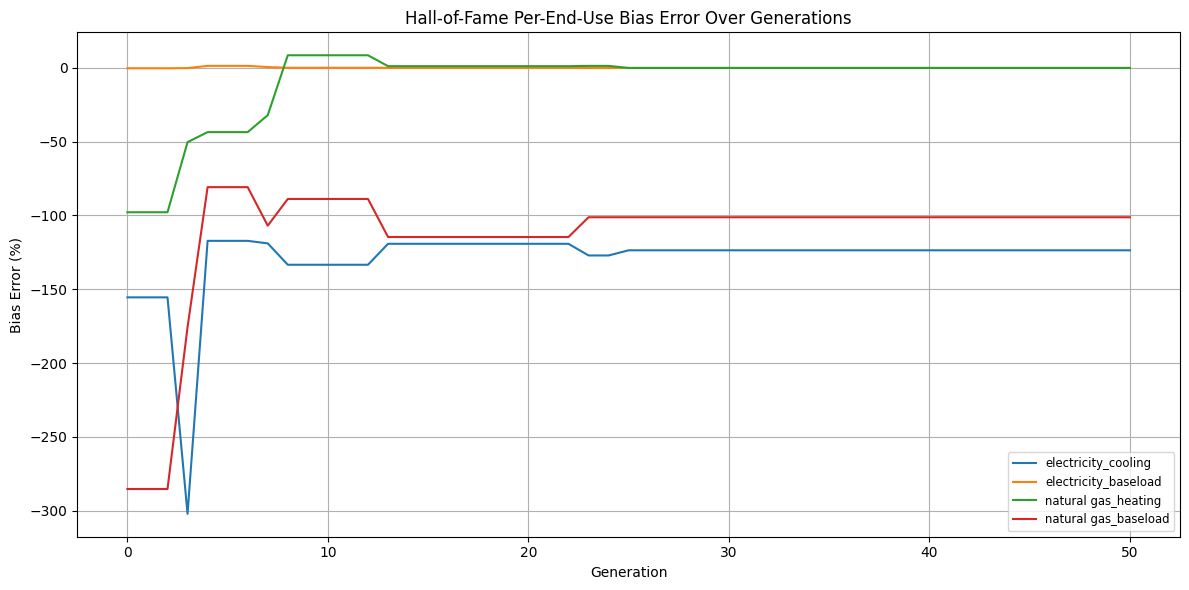 Hall-of-Fame Per-End-Use Bias Error Over Generations
Bias Error (%)
0
−50
−100
−150
−200
−250
−300
0 10 20 30 40 50
Generation
electricity_cooling
electricity_baseload
natural gas_heating
natural gas_baseload